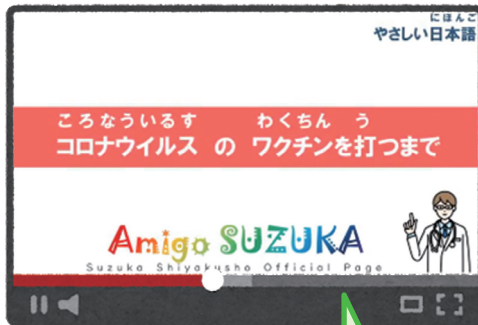 にほんご
やさしい日本語
ころなういるす わくちん う
コロナウイルス の ワクチンを打つまで
Amigo SUZUKA
Suzuka Shiyakusho Official Page